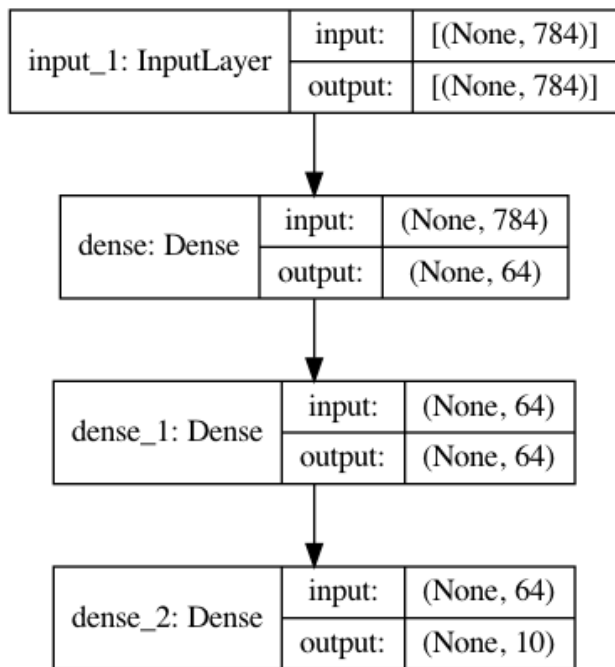 input_1: InputLayer
input: [(None, 784)]
output: [(None, 784)]
dense: Dense
input: (None, 784)
output: (None, 64)
dense_1: Dense
input: (None, 64)
output: (None, 64)
dense_2: Dense
input: (None, 64)
output: (None, 10)